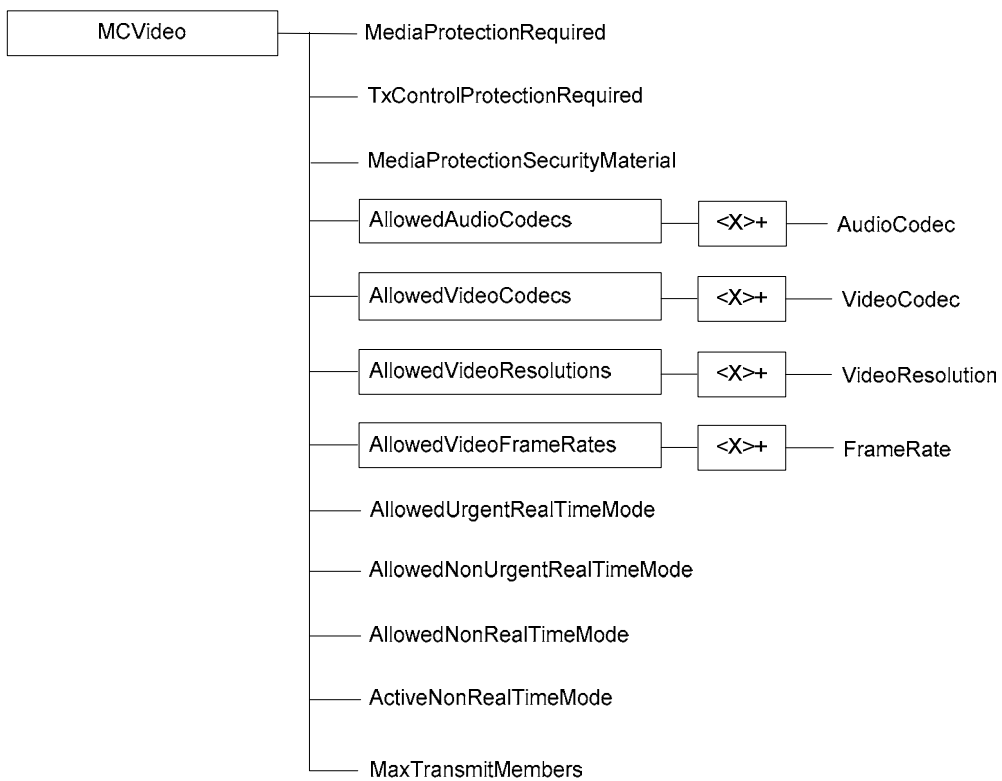 MCVideo
MediaProtectionRequired
TxControlProtectionRequired
MediaProtectionSecurityMaterial
AllowedAudioCodecs <X>+ AudioCodec
AllowedVideoCodecs <X>+ VideoCodec
AllowedVideoResolutions <X>+ VideoResolution
AllowedVideoFrameRates <X>+ FrameRate
AllowedUrgentRealTimeMode
AllowedNonUrgentRealTimeMode
AllowedNonRealTimeMode
ActiveNonRealTimeMode
MaxTransmitMembers